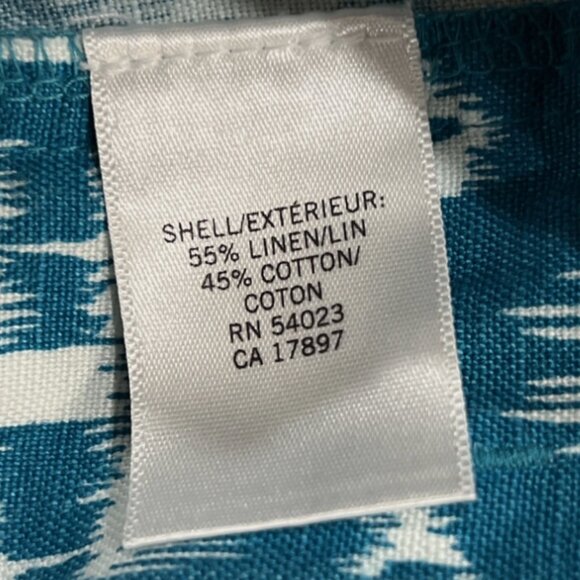 SHELL/EXTÉRIEUR:
55% LINEN/LIN
45% COTTON/
COTON
RN 54023
CA 17897